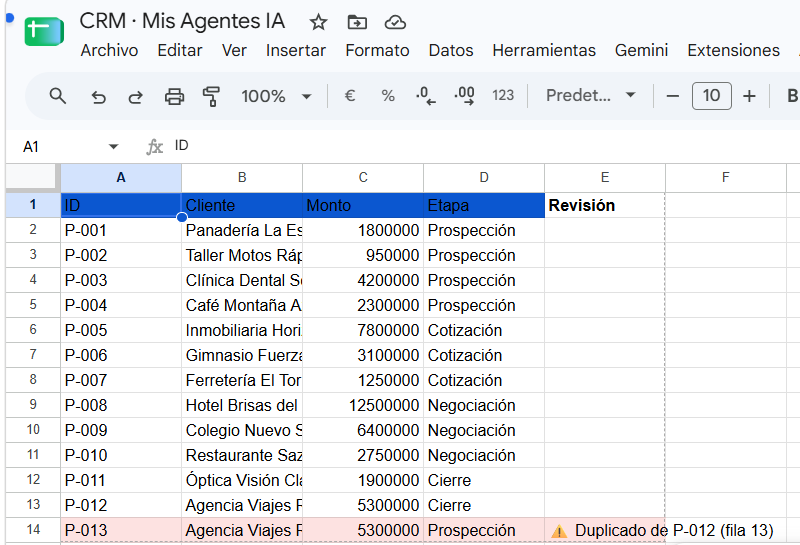 CRM · Mis Agentes IA
Archivo Editar Ver Insertar Formato Datos Herramientas Gemini Extensiones
100% € % .0 .00 123 Predet... 10 B
A1 fx ID
A B C D E F
1 ID Cliente Monto Etapa Revisión
2 P-001 Panadería La Es 1800000 Prospección
3 P-002 Taller Motos Ráp 950000 Prospección
4 P-003 Clínica Dental So 4200000 Prospección
5 P-004 Café Montaña A 2300000 Prospección
6 P-005 Inmobiliaria Hori 7800000 Cotización
7 P-006 Gimnasio Fuerza 3100000 Cotización
8 P-007 Ferretería El Tor 1250000 Cotización
9 P-008 Hotel Brisas del 12500000 Negociación
10 P-009 Colegio Nuevo S 6400000 Negociación
11 P-010 Restaurante Saz 2750000 Negociación
12 P-011 Óptica Visión Cla 1900000 Cierre
13 P-012 Agencia Viajes 5300000 Cierre
14 P-013 Agencia Viajes 5300000 Prospección ⚠️ Duplicado de P-012 (fila 13)